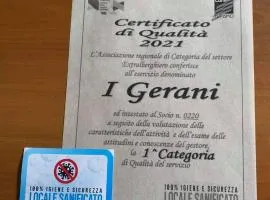 Certificato
di Qualità
2021
L'Associazione regionale di Categoria del settore
Extralberghiero conferisce
all'esercizio denominato
I Gerani
ed intestato al Socio n. 0220
a seguito della valutazione delle
caratteristiche dell'attività e dell'esame delle
attitudini e conoscenze del gestore,
la 1^Categoria
di Qualità del servizio
100% IGIENE E SICUREZZA
LOCALE SANIFICATO
100% IGIENE E SICUREZZA
LOCALE SANIFICATO